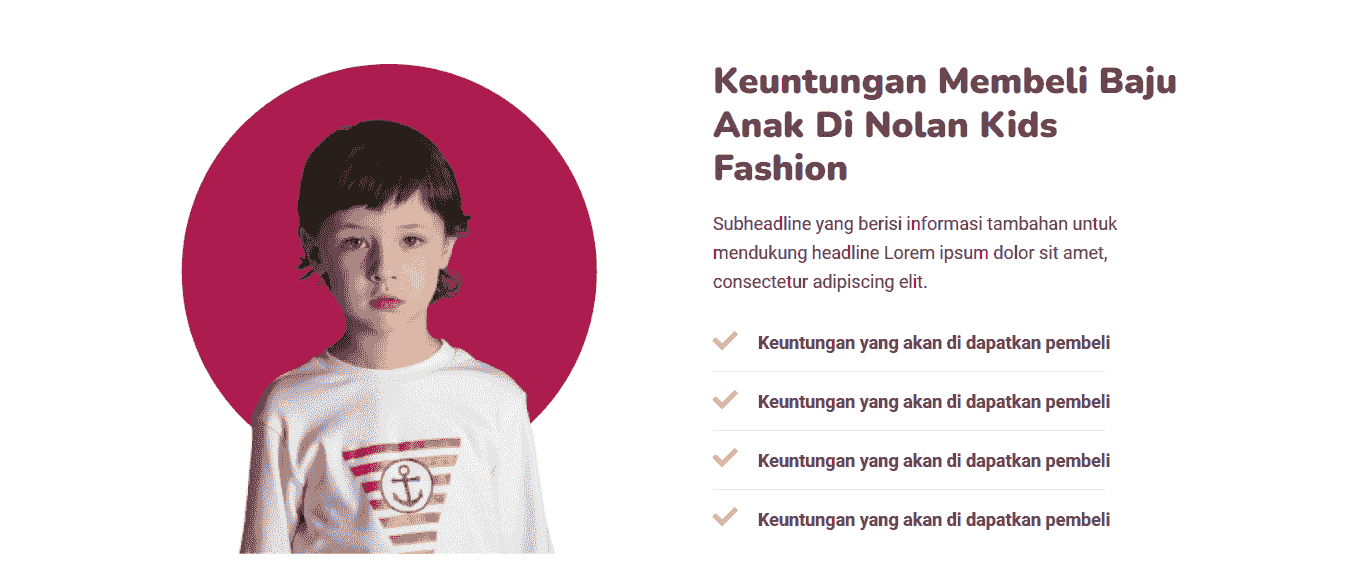 Keuntungan Membeli Baju
Anak Di Nolan Kids
Fashion
Subheadline yang berisi informasi tambahan untuk
mendukung headline Lorem ipsum dolor sit amet,
consectetur adipiscing elit.
Keuntungan yang akan di dapatkan pembeli
Keuntungan yang akan di dapatkan pembeli
Keuntungan yang akan di dapatkan pembeli
Keuntungan yang akan di dapatkan pembeli